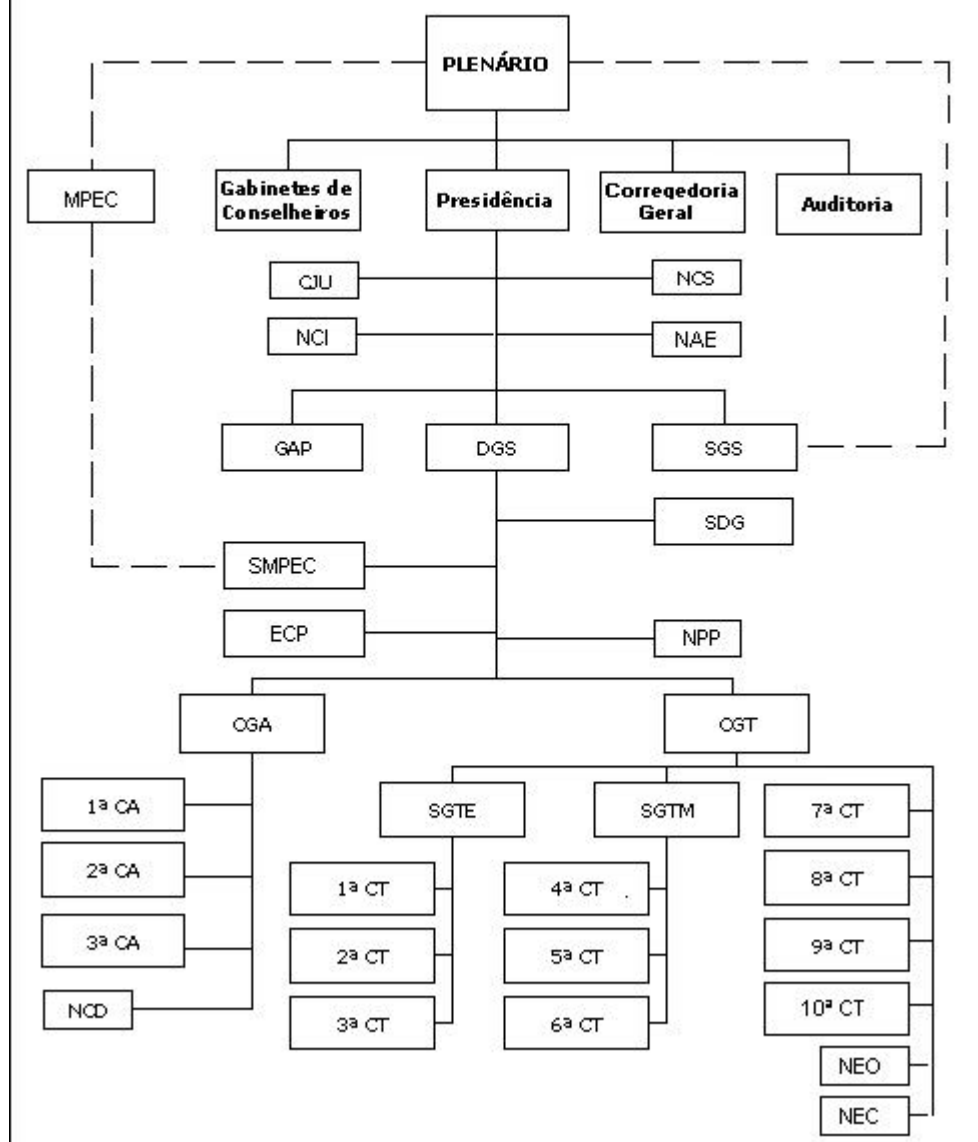 PLENÁRIO
MPEC
Gabinetes de
Conselheiros
Presidência
Corregedoria
Geral
Auditoria
CJU
NCS
NCI
NAE
GAP
DGS
SGS
SDG
SMPEC
ECP
NPP
CGA
CGT
1ª CA
2ª CA
3ª CA
NCD
SGTE
SGTM
1ª CT
2ª CT
3ª CT
4ª CT
5ª CT
6ª CT
7ª CT
8ª CT
9ª CT
10ª CT
NEO
NEC